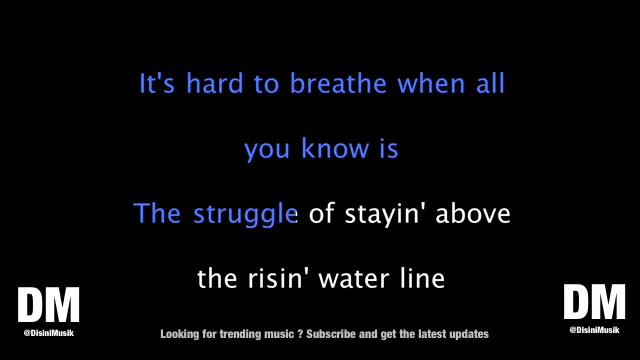 It's hard to breathe when all
you know is
The struggle of stayin' above
the risin' water line
DM
@DisiniMusik
DM
@DisiniMusik
Looking for trending music ? Subscribe and get the latest updates